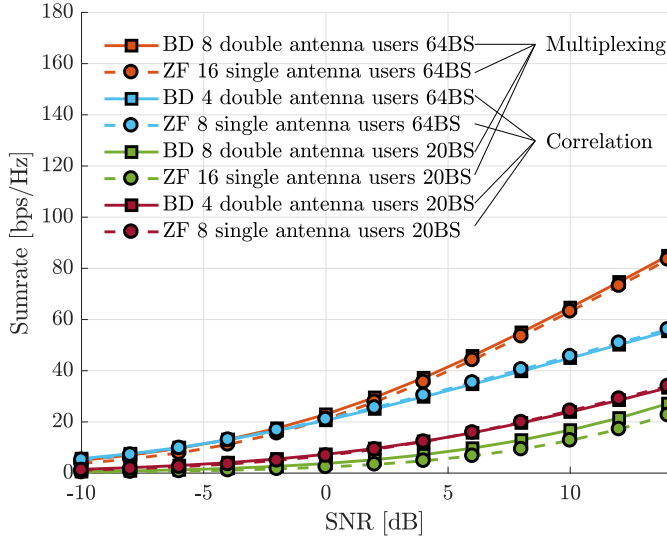 180
160
140
120
100
80
60
40
20
0
Sumrate [bps/Hz]
BD 8 double antenna users 64BS
ZF 16 single antenna users 64BS
BD 4 double antenna users 64BS
ZF 8 single antenna users 64BS
BD 8 double antenna users 20BS
ZF 16 single antenna users 20BS
BD 4 double antenna users 20BS
ZF 8 single antenna users 20BS
Multiplexing
Correlation
-10 -5 0 5 10
SNR [dB]